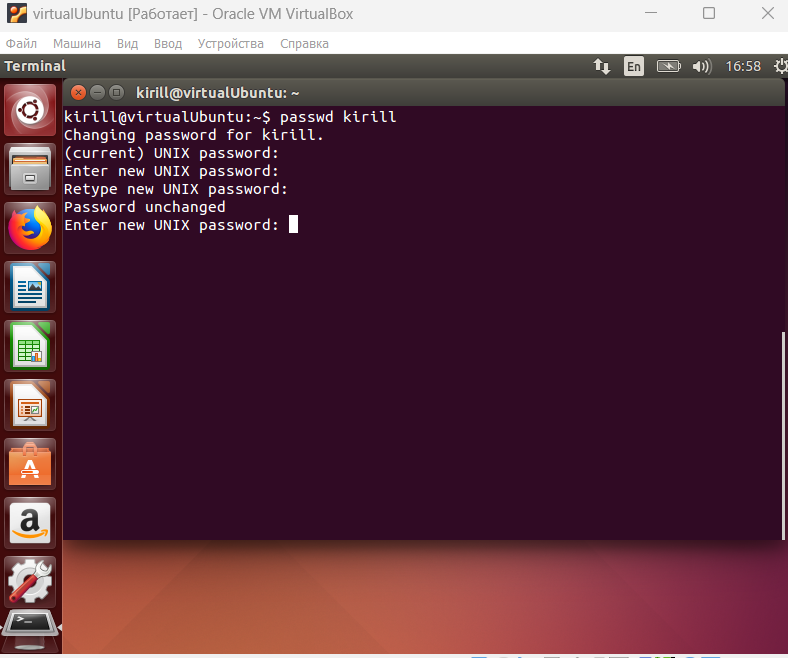 virtualUbuntu [Работает] - Oracle VM VirtualBox
Файл Машина Вид Ввод Устройства Справка
Terminal En 16:58
kirill@virtualUbuntu: ~
kirill@virtualUbuntu:~$ passwd kirill
Changing password for kirill.
(current) UNIX password:
Enter new UNIX password:
Retype new UNIX password:
Password unchanged
Enter new UNIX password: